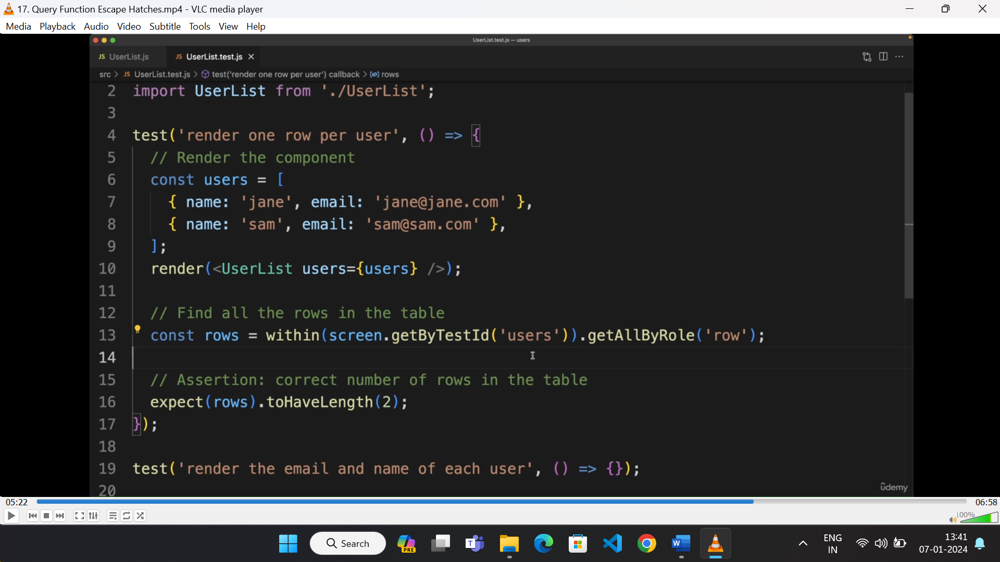 17. Query Function Escape Hatches.mp4 - VLC media player
Media Playback Audio Video Subtitle Tools View Help
UserList.test.js — users
JS UserList.js JS UserList.test.js
src > JS UserList.test.js > test('render one row per user') callback > rows
2 import UserList from './UserList';
3
4 test('render one row per user', () => {
5 // Render the component
6 const users = [
7 { name: 'jane', email: 'jane@jane.com' },
8 { name: 'sam', email: 'sam@sam.com' },
9 ];
10 render(<UserList users={users} />);
11
12 // Find all the rows in the table
13 const rows = within(screen.getByTestId('users')).getAllByRole('row');
14
15 // Assertion: correct number of rows in the table
16 expect(rows).toHaveLength(2);
17 });
18
19 test('render the email and name of each user', () => {});
20
ûdemy
05:22 06:58
100%
Search
PRE
T
W
ENG
IN
13:41
07-01-2024